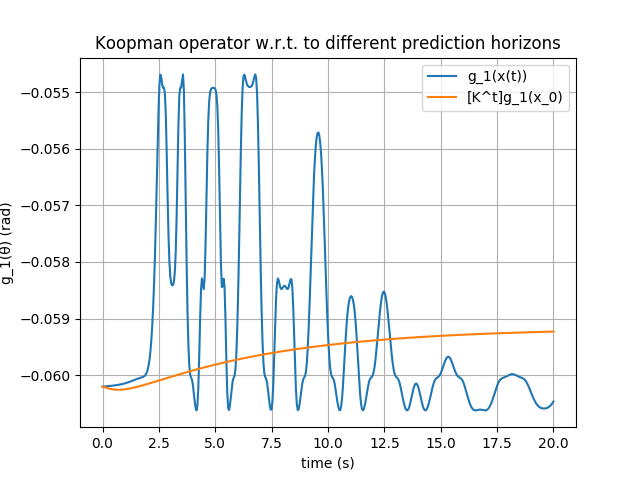 Koopman operator w.r.t. to different prediction horizons
g_1(x(t))
[K^t]g_1(x_0)
g_1(θ) (rad)
−0.055
−0.056
−0.057
−0.058
−0.059
−0.060
0.0 2.5 5.0 7.5 10.0 12.5 15.0 17.5 20.0
time (s)